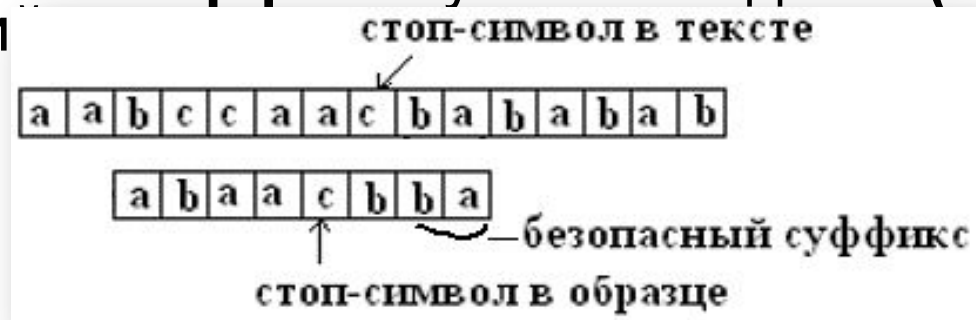 стоп-символ в тексте
a a b c c a a c b a b a b a b
a b a a c b b a
безопасный суффикс
стоп-символ в образце